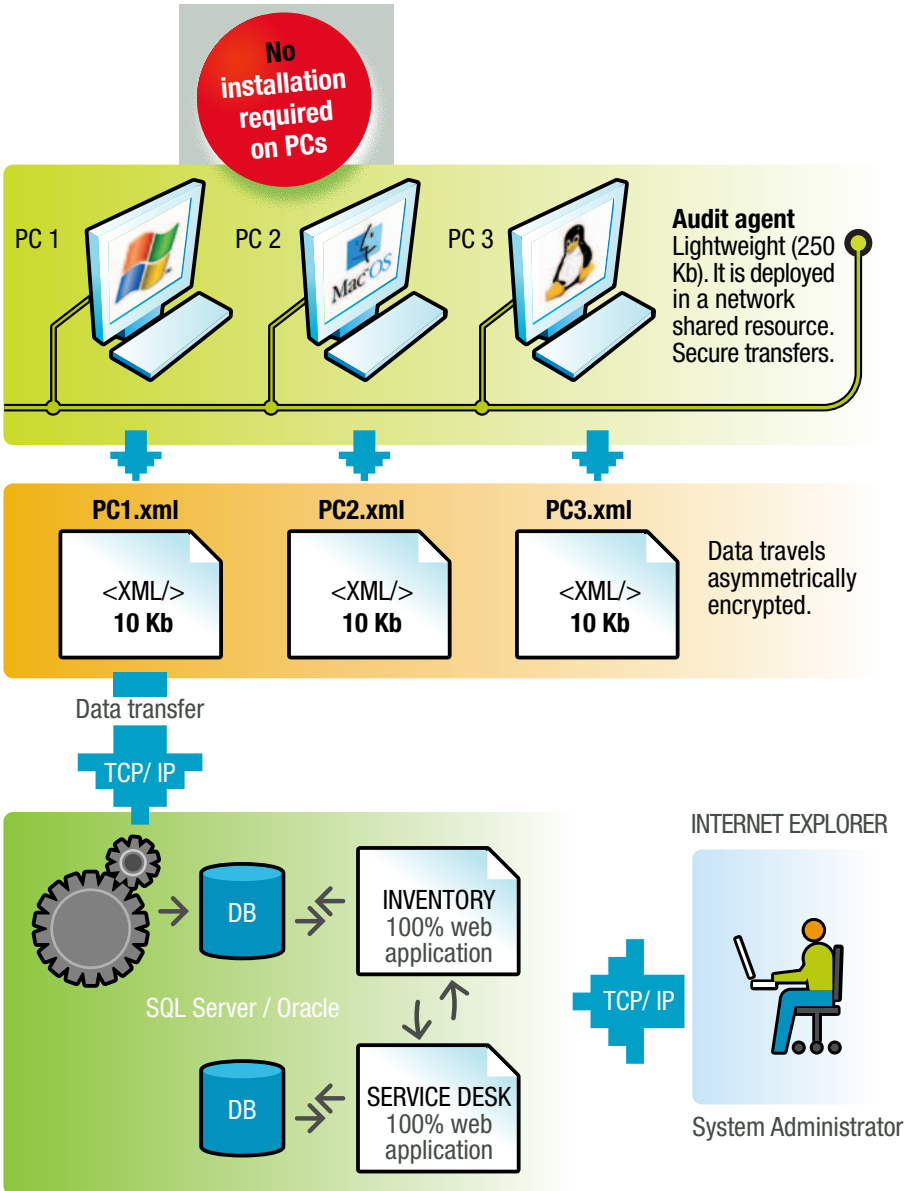 No
installation
required
on PCs
PC 1
PC 2
PC 3
Mac OS
Audit agent
Lightweight (250
Kb). It is deployed
in a network
shared resource.
Secure transfers.
PC1.xml
PC2.xml
PC3.xml
<XML/>
10 Kb
<XML/>
10 Kb
<XML/>
10 Kb
Data travels
asymmetrically
encrypted.
Data transfer
TCP/ IP
INTERNET EXPLORER
DB
INVENTORY
100% web
application
SQL Server / Oracle
TCP/ IP
DB
SERVICE DESK
100% web
application
System Administrator